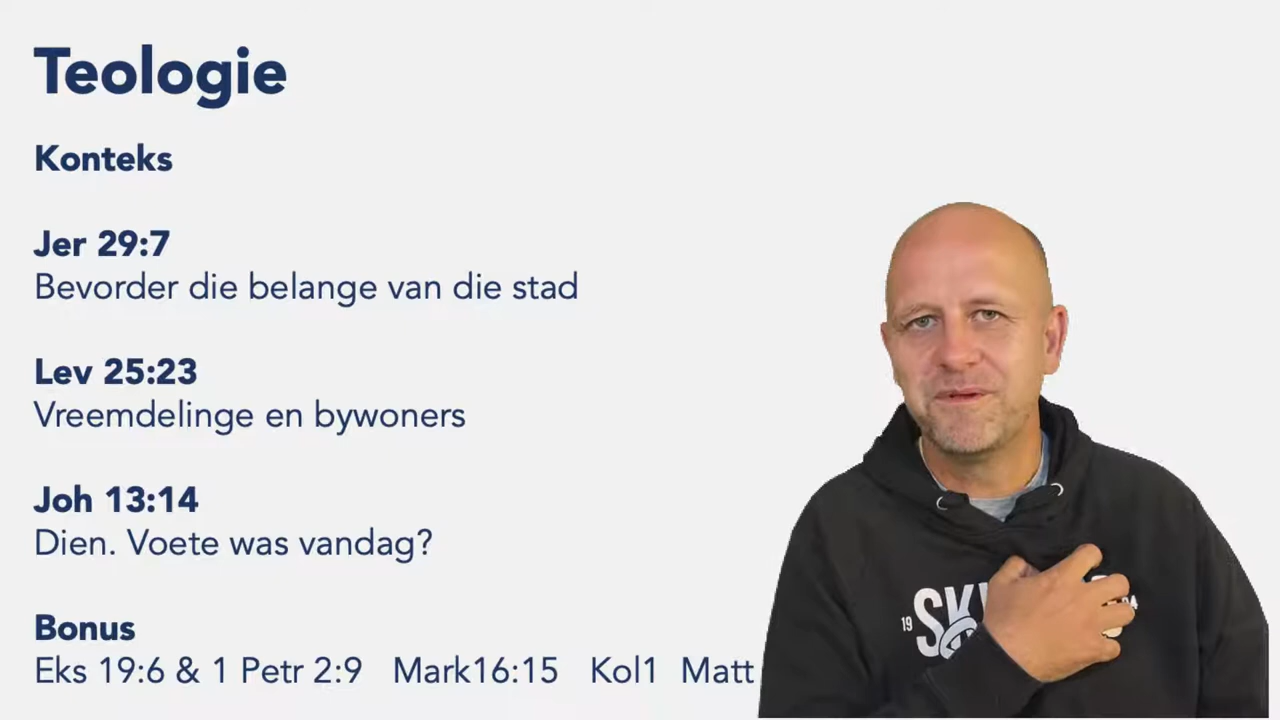 Teologie
Konteks
Jer 29:7
Bevorder die belange van die stad
Lev 25:23
Vreemdelinge en bywoners
Joh 13:14
Dien. Voete was vandag?
Bonus
Eks 19:6 & 1 Petr 2:9 Mark16:15 Kol1 Matt
19